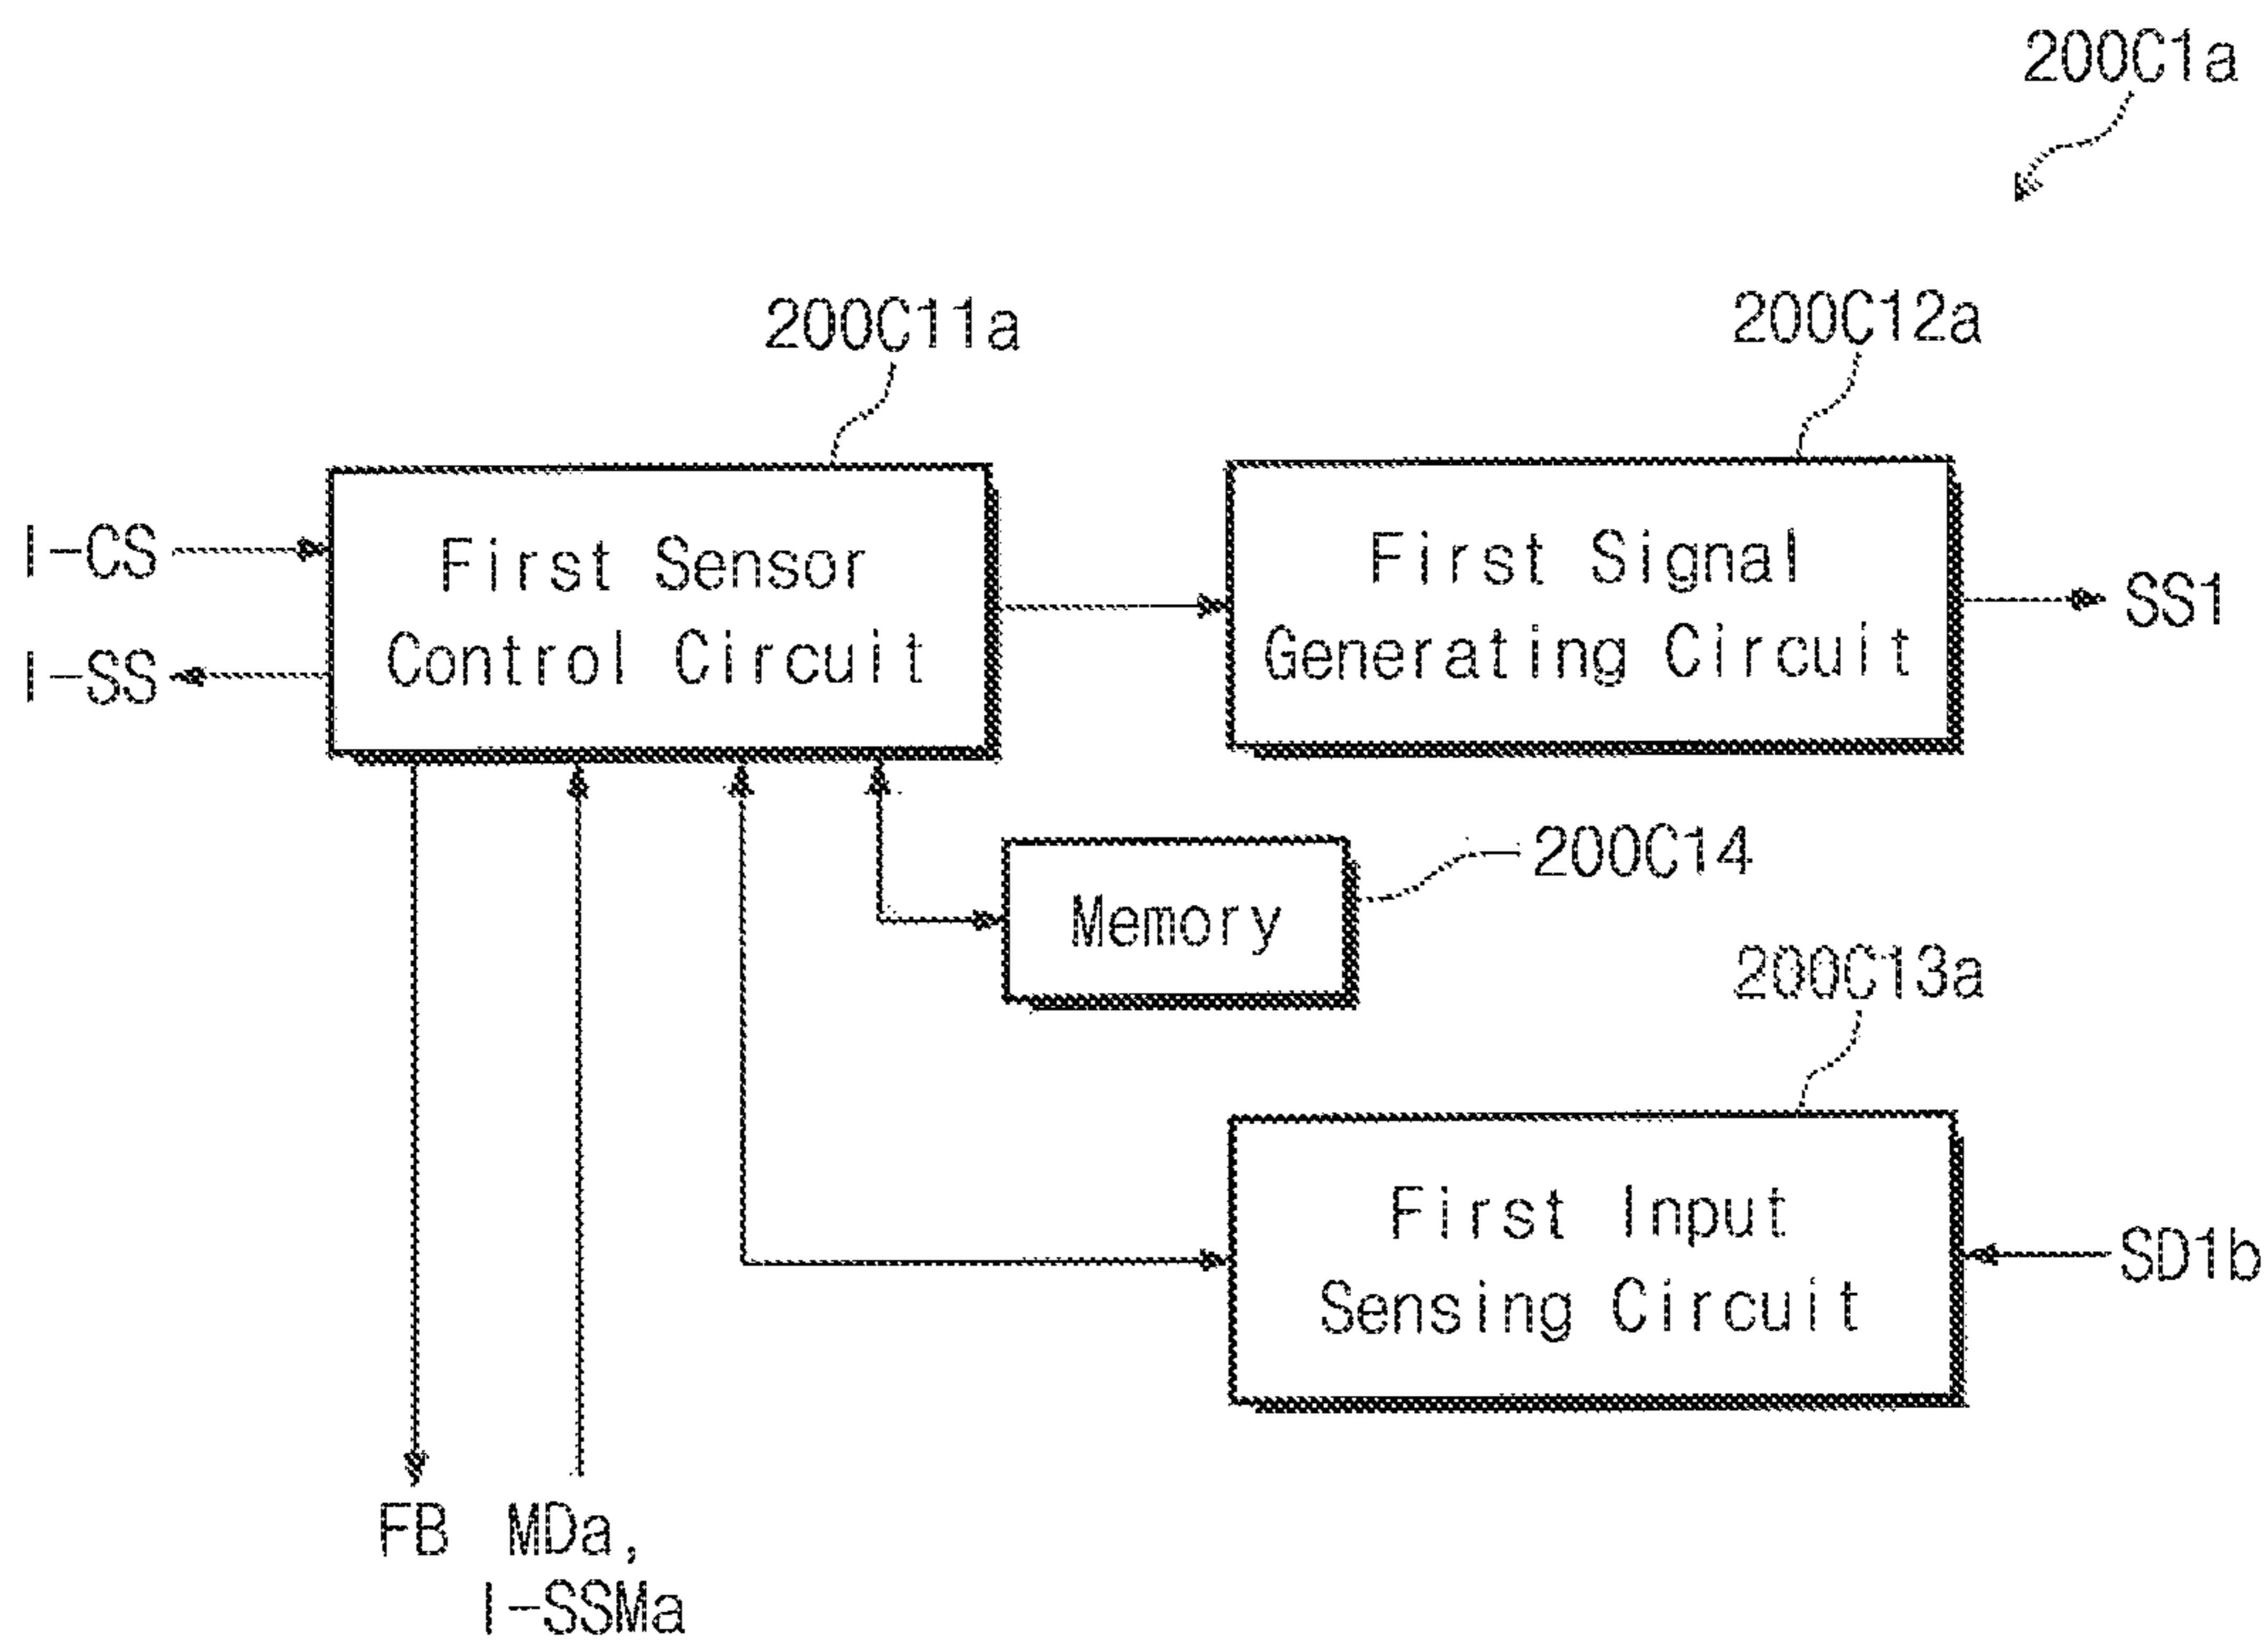 200C1a
200C11a
200C12a
I-CS
I-SS
First Sensor
Control Circuit
First Signal
Generating Circuit
SS1
200C14
Memory
200C13a
First Input
Sensing Circuit
SD1b
FB MDa,
I-SSMa